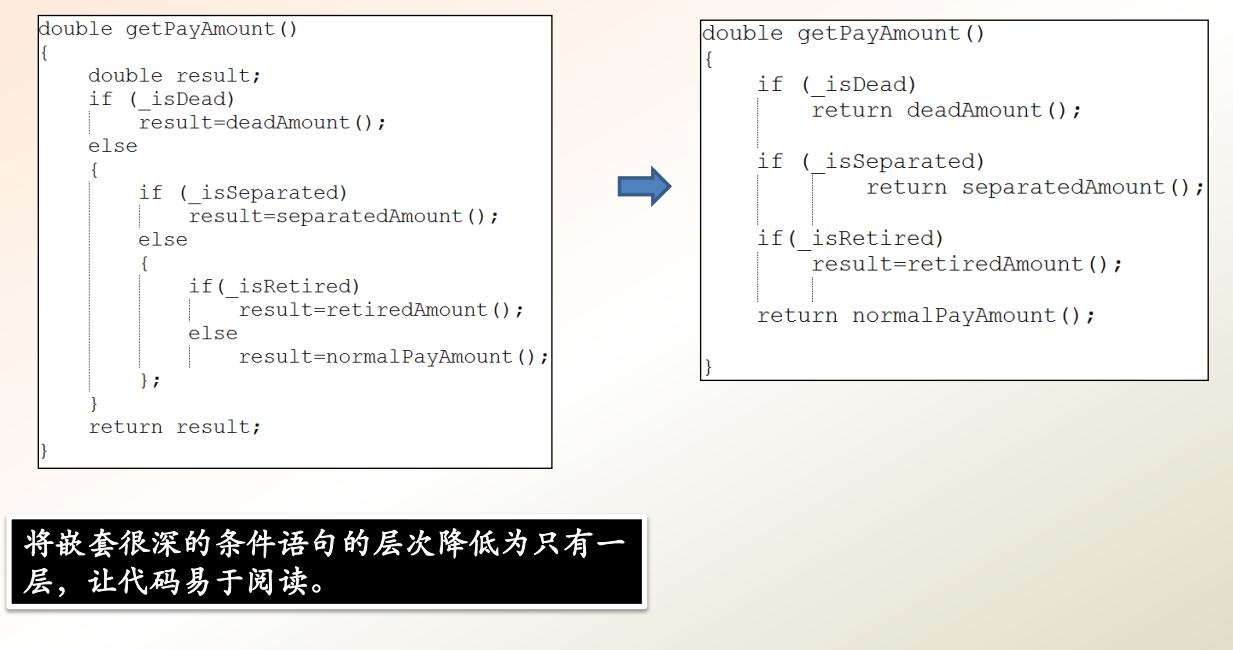 double getPayAmount()
{
    double result;
    if (_isDead)
        result=deadAmount();
    else
    {
        if (_isSeparated)
            result=separatedAmount();
        else
        {
            if(_isRetired)
                result=retiredAmount();
            else
                result=normalPayAmount();
        };
    }
    return result;
}
double getPayAmount()
{
    if (_isDead)
        return deadAmount();
    if (_isSeparated)
            return separatedAmount();
    if(_isRetired)
        result=retiredAmount();
    return normalPayAmount();
}
将嵌套很深的条件语句的层次降低为只有一
层，让代码易于阅读。